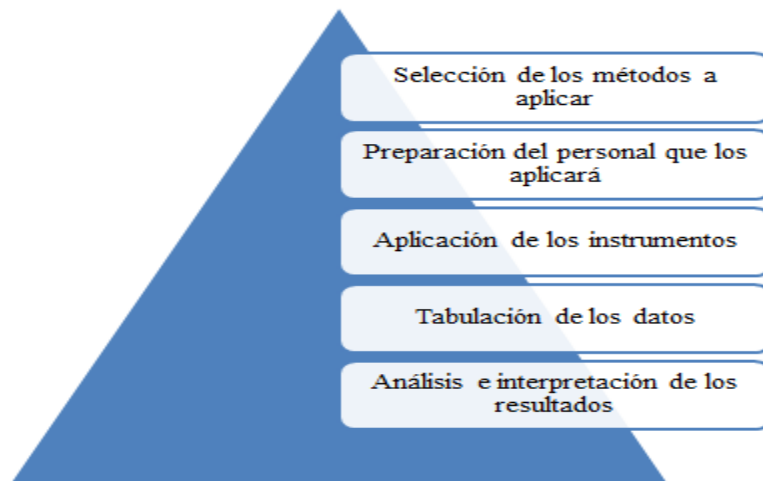 Selección de los métodos a
aplicar
Preparación del personal que los
aplicará
Aplicación de los instrumentos
Tabulación de los datos
Análisis e interpretación de los
resultados